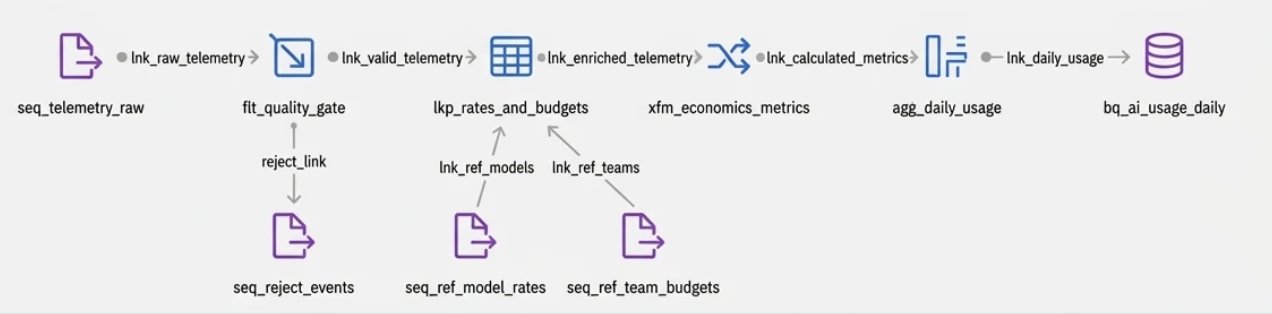 lnk_raw_telemetry
lnk_valid_telemetry
lnk_enriched_telemetry
lnk_calculated_metrics
lnk_daily_usage
seq_telemetry_raw
flt_quality_gate
lkp_rates_and_budgets
xfm_economics_metrics
agg_daily_usage
bq_ai_usage_daily
reject_link
lnk_ref_models
lnk_ref_teams
seq_reject_events
seq_ref_model_rates
seq_ref_team_budgets